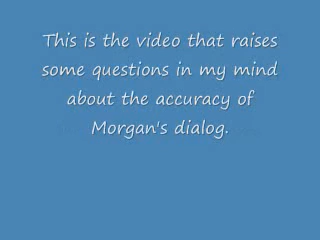 This is the video that raises
some questions in my mind
about the accuracy of
Morgan's dialog.